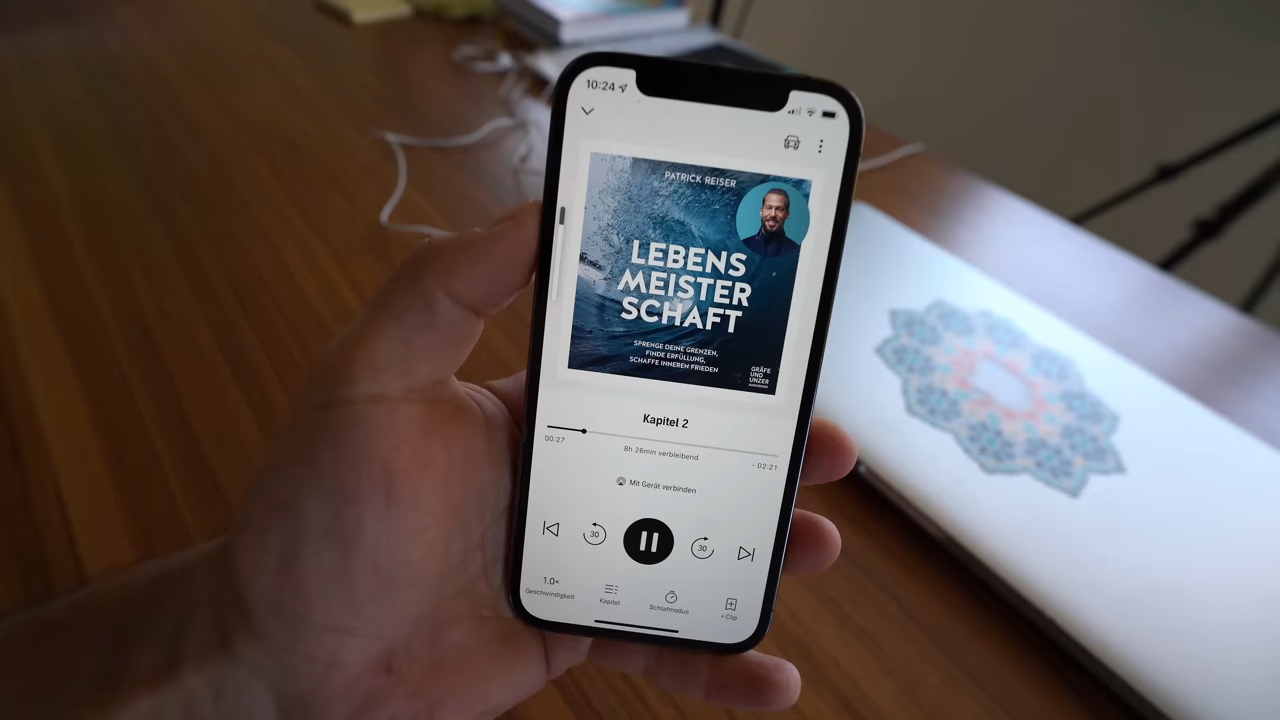 10:24
PATRICK REISER
LEBENS
MEISTER
SCHAFT
SPRENGE DEINE GRENZEN,
FINDE ERFÜLLUNG,
SCHAFFE INNEREN FRIEDEN
GRÄFE
UND
UNZER
AUDIOBOOK
Kapitel 2
00:27
8h 26min verbleibend
- 02:21
Mit Gerät verbinden
30
30
1.0×
Geschwindigkeit
Kapitel
Schlafmodus
+ Clip